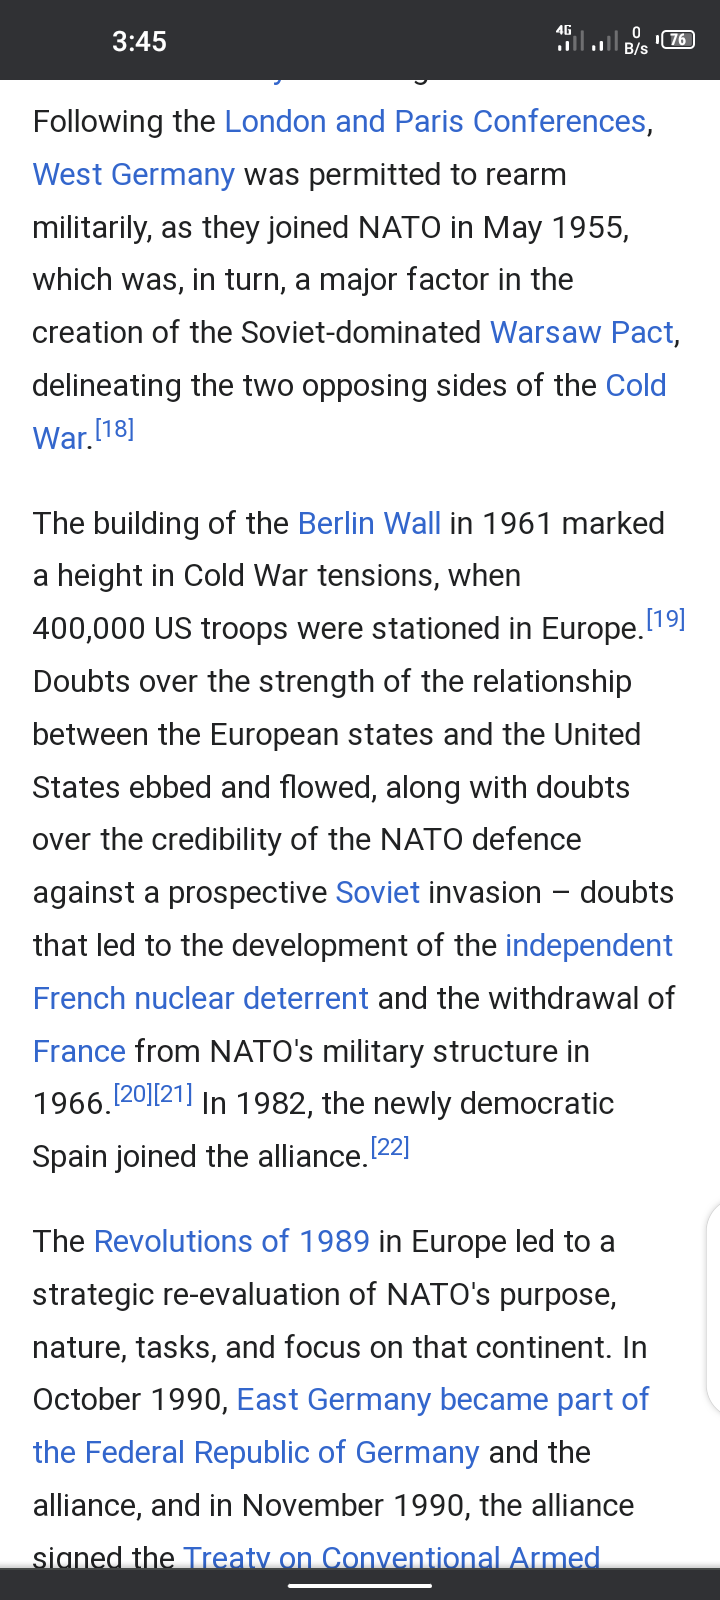 3:45
4G
0
B/s
76
Following the London and Paris Conferences,
West Germany was permitted to rearm
militarily, as they joined NATO in May 1955,
which was, in turn, a major factor in the
creation of the Soviet-dominated Warsaw Pact,
delineating the two opposing sides of the Cold
War.[18]
The building of the Berlin Wall in 1961 marked
a height in Cold War tensions, when
400,000 US troops were stationed in Europe.[19]
Doubts over the strength of the relationship
between the European states and the United
States ebbed and flowed, along with doubts
over the credibility of the NATO defence
against a prospective Soviet invasion – doubts
that led to the development of the independent
French nuclear deterrent and the withdrawal of
France from NATO's military structure in
1966.[20][21] In 1982, the newly democratic
Spain joined the alliance.[22]
The Revolutions of 1989 in Europe led to a
strategic re-evaluation of NATO's purpose,
nature, tasks, and focus on that continent. In
October 1990, East Germany became part of
the Federal Republic of Germany and the
alliance, and in November 1990, the alliance
signed the Treaty on Conventional Armed